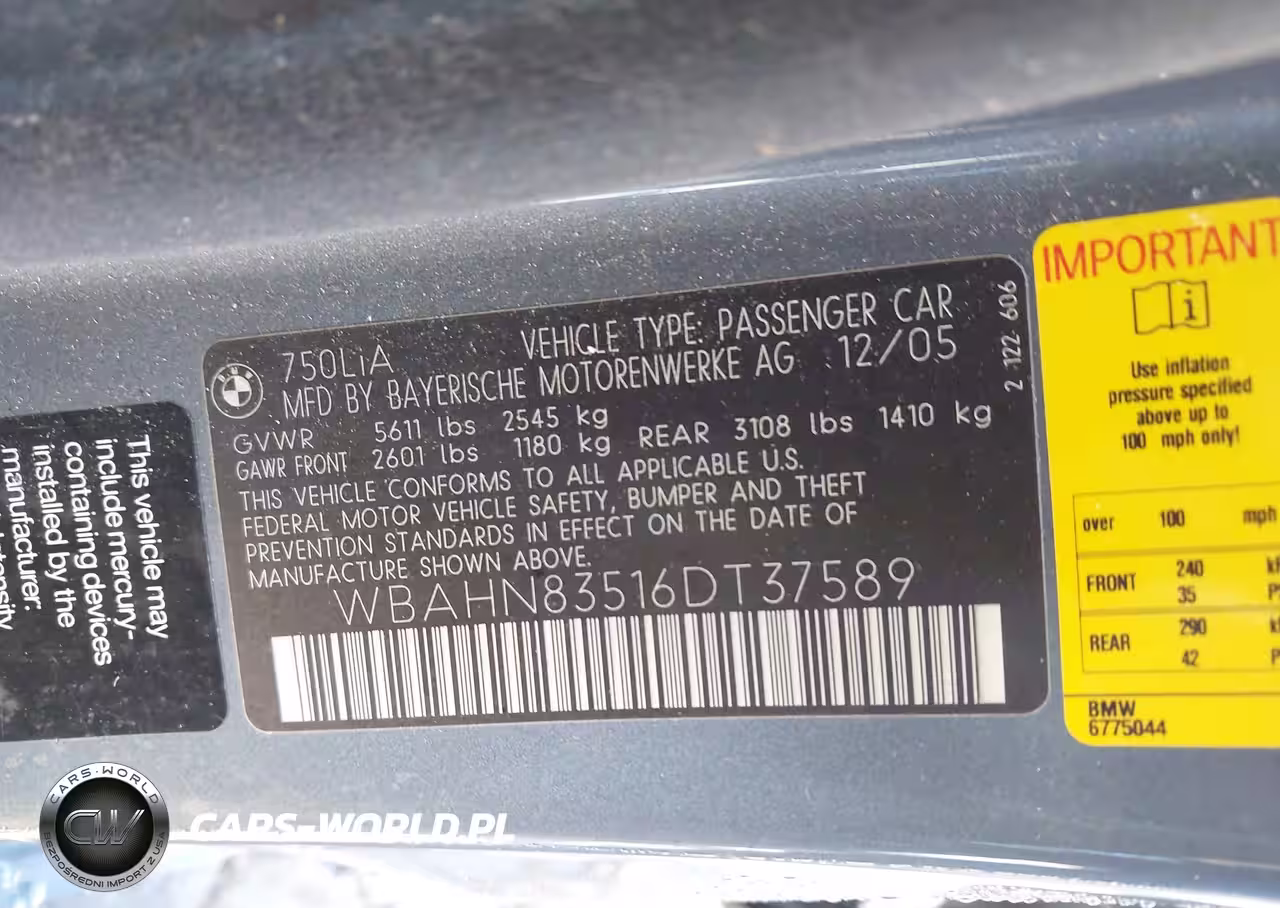 This vehicle may
include mercury-
containing devices
installed by the
manufacturer.
750LiA
VEHICLE TYPE: PASSENGER CAR
MFD BY BAYERISCHE MOTORENWERKE AG 12/05
2 122 606
GVWR 5611 lbs 2545 kg
GAWR FRONT 2601 lbs 1180 kg REAR 3108 lbs 1410 kg
THIS VEHICLE CONFORMS TO ALL APPLICABLE U.S.
FEDERAL MOTOR VEHICLE SAFETY, BUMPER AND THEFT
PREVENTION STANDARDS IN EFFECT ON THE DATE OF
MANUFACTURE SHOWN ABOVE.
WBAHN83516DT37589
IMPORTANT
Use inflation
pressure specified
above up to
100 mph only!
over 100 mph
FRONT 240
35
REAR 290
42
BMW
6775044
CARS-WORLD
CW
BEZPOŚREDNI IMPORT Z USA
CARS-WORLD.PL